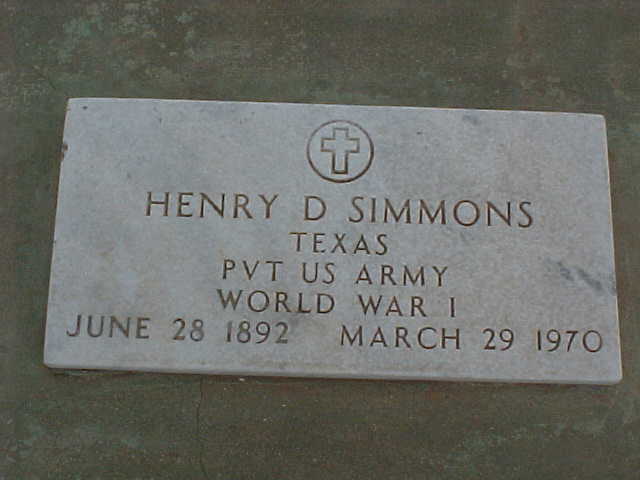 HENRY D SIMMONS
TEXAS
PVT US ARMY
WORLD WAR I
JUNE 28 1892 MARCH 29 1970